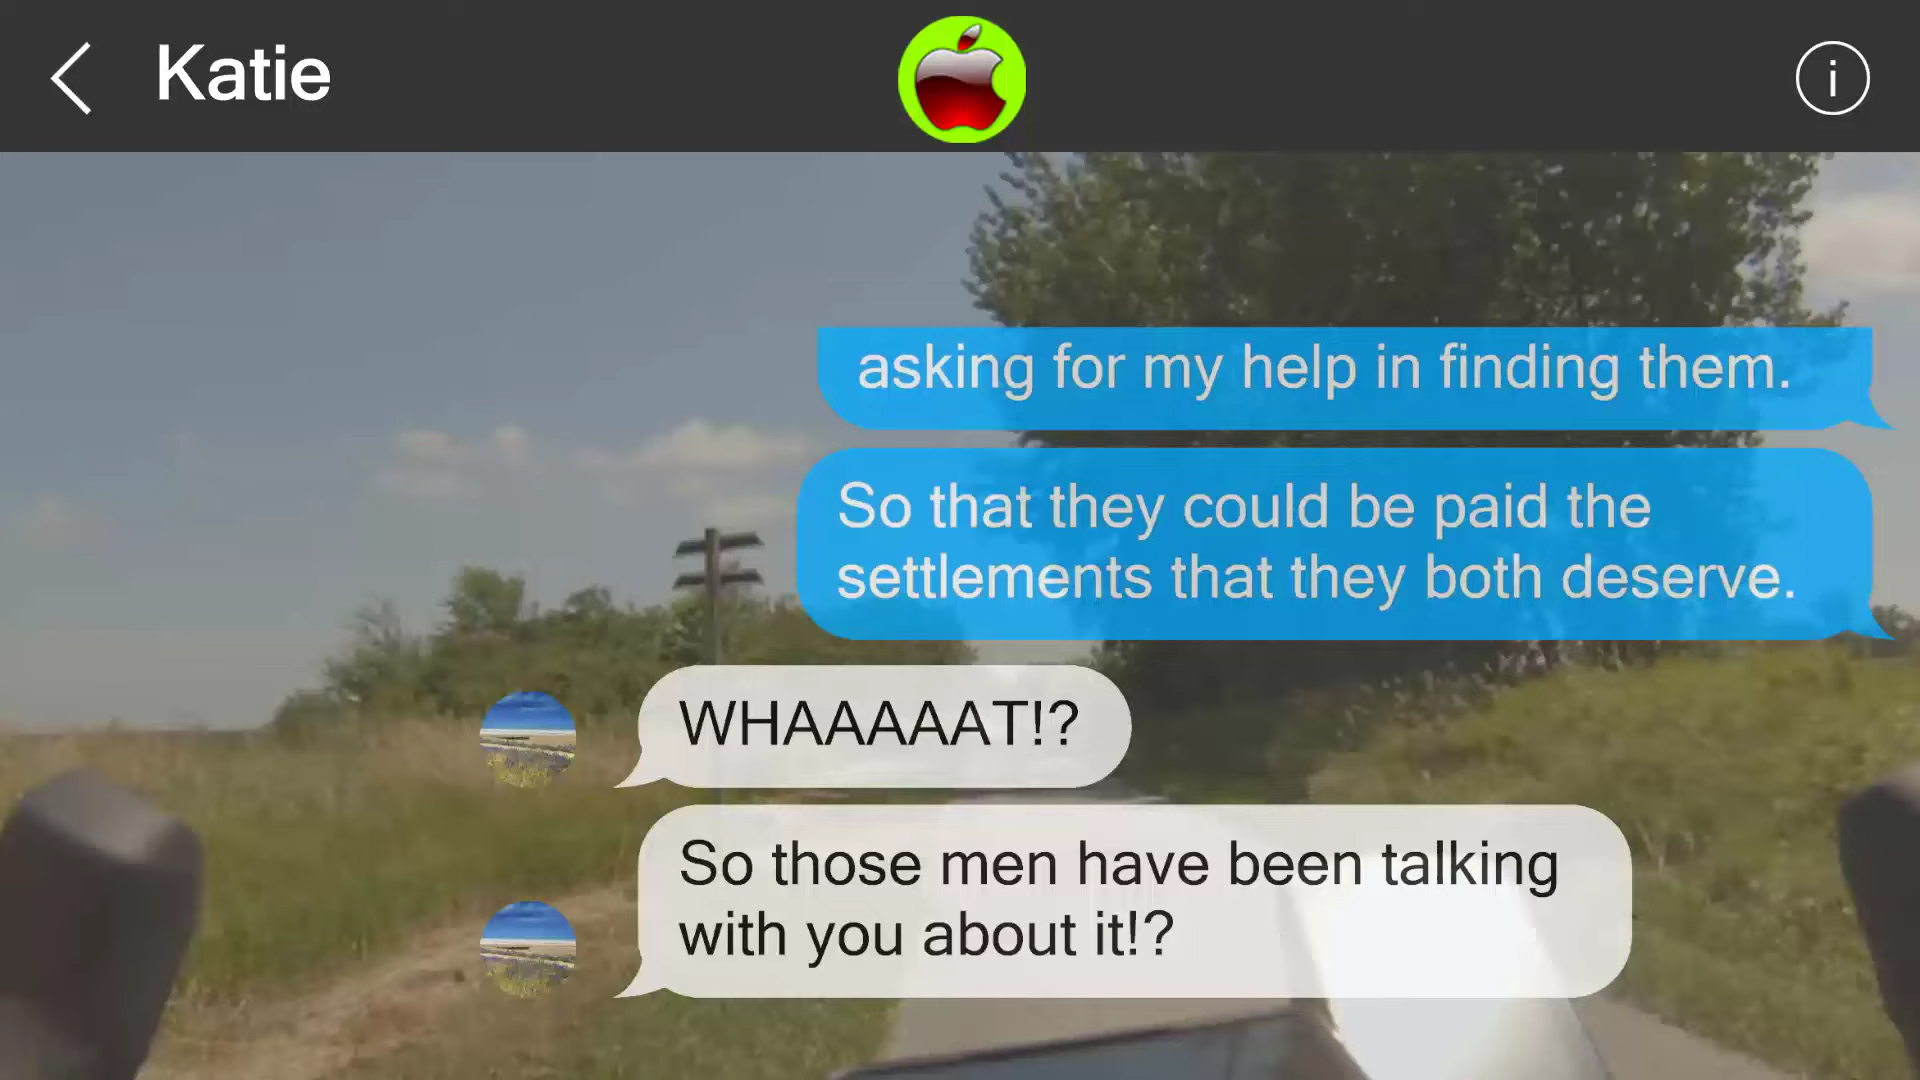 Katie
i
asking for my help in finding them.
So that they could be paid the
settlements that they both deserve.
WHAAAAAT!?
So those men have been talking
with you about it!?